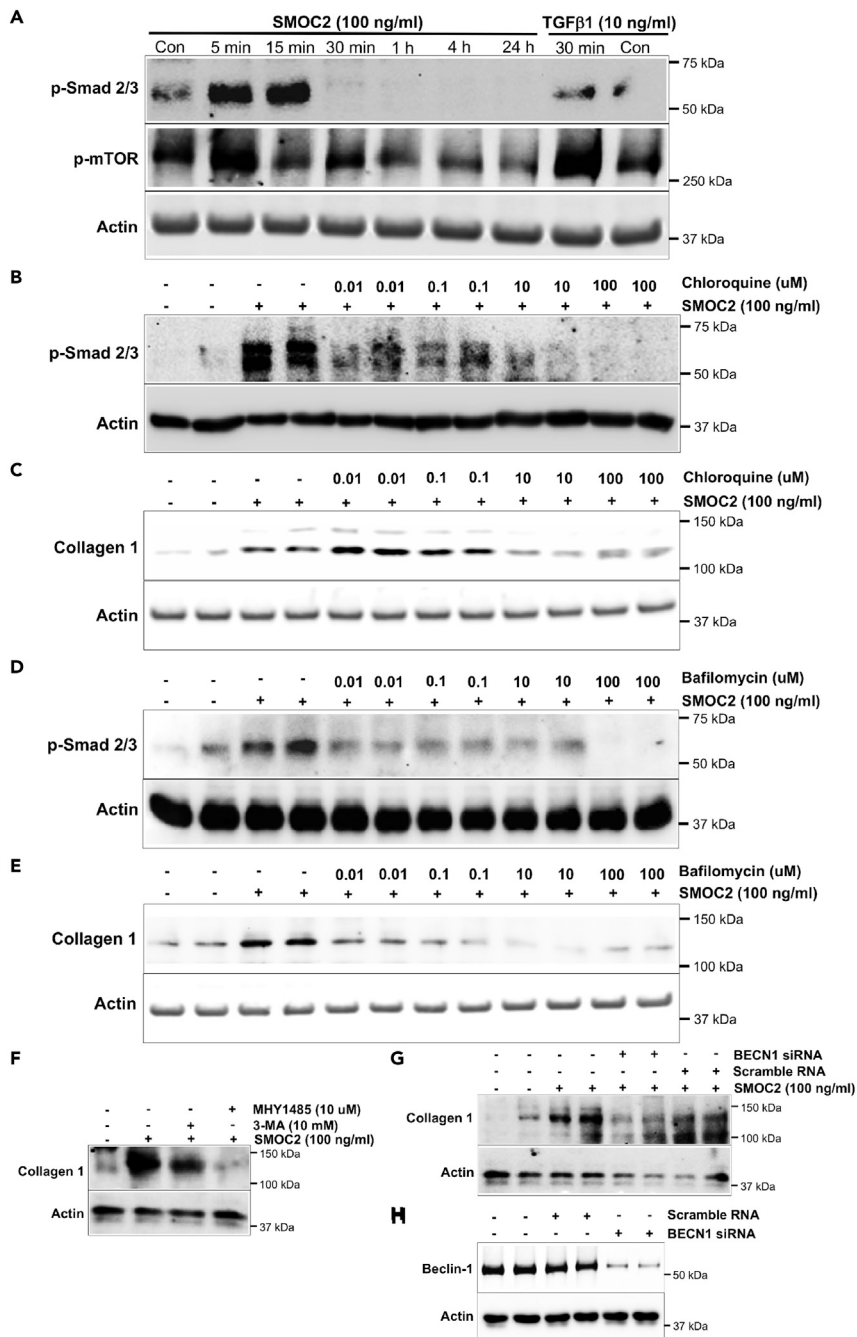 A
SMOC2 (100 ng/ml) TGFβ1 (10 ng/ml)
Con 5 min 15 min 30 min 1 h 4 h 24 h 30 min Con
75 kDa
p-Smad 2/3
50 kDa
p-mTOR
250 kDa
Actin
37 kDa
B
- - - - 0.01 0.01 0.1 0.1 10 10 100 100 Chloroquine (uM)
- - + + + + + + + + + + SMOC2 (100 ng/ml)
75 kDa
p-Smad 2/3
50 kDa
Actin
37 kDa
C
- - - - 0.01 0.01 0.1 0.1 10 10 100 100 Chloroquine (uM)
- - + + + + + + + + + + SMOC2 (100 ng/ml)
150 kDa
Collagen 1
100 kDa
Actin
37 kDa
D
- - - - 0.01 0.01 0.1 0.1 10 10 100 100 Bafilomycin (uM)
- - + + + + + + + + + + SMOC2 (100 ng/ml)
75 kDa
p-Smad 2/3
50 kDa
Actin
37 kDa
E
- - - - 0.01 0.01 0.1 0.1 10 10 100 100 Bafilomycin (uM)
- - + + + + + + + + + + SMOC2 (100 ng/ml)
150 kDa
Collagen 1
100 kDa
Actin
37 kDa
F
- - - + MHY1485 (10 uM)
- - + - 3-MA (10 mM)
- + + + SMOC2 (100 ng/ml)
150 kDa
Collagen 1
100 kDa
Actin
37 kDa
G
- - - - + + - - BECN1 siRNA
- - - - - - + + Scramble RNA
- - + + + + + + SMOC2 (100 ng/ml)
150 kDa
Collagen 1
100 kDa
Actin
37 kDa
H
- - + + - - Scramble RNA
- - - - + + BECN1 siRNA
Beclin-1
50 kDa
Actin
37 kDa